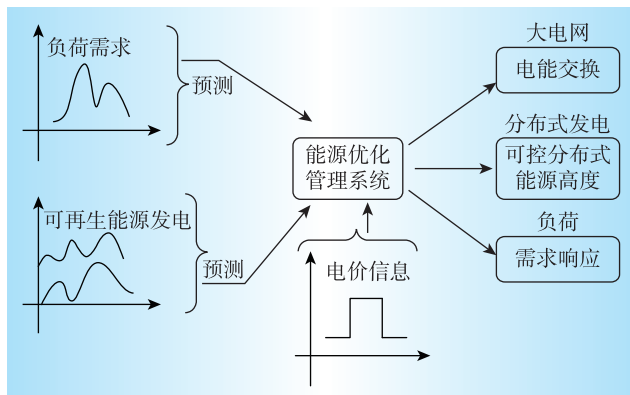 负荷需求
预测
可再生能源发电
预测
能源优化
管理系统
电价信息
大电网
电能交换
分布式发电
可控分布式
能源高度
负荷
需求响应